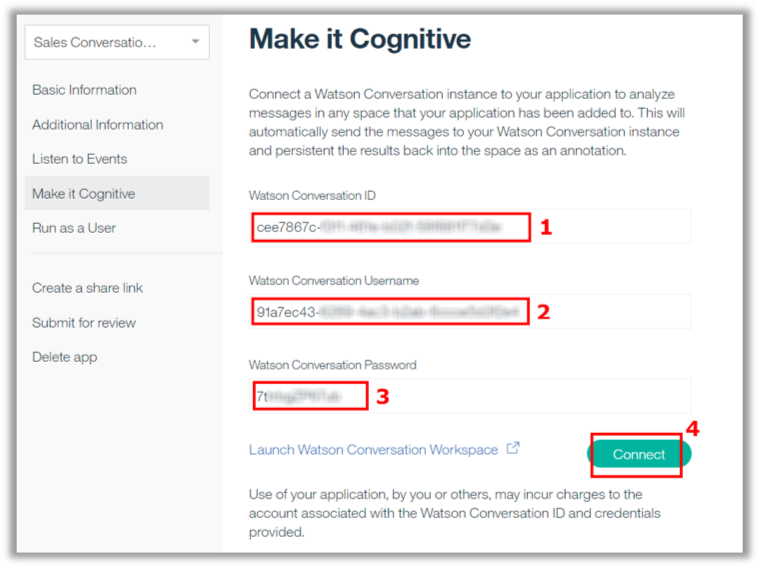 Sales Conversatio...
Basic Information
Additional Information
Listen to Events
Make it Cognitive
Run as a User
Create a share link
Submit for review
Delete app
Make it Cognitive
Connect a Watson Conversation instance to your application to analyze
messages in any space that your application has been added to. This will
automatically send the messages to your Watson Conversation instance
and persistent the results back into the space as an annotation.
Watson Conversation ID
cee7867c-
1
Watson Conversation Username
91a7ec43-
2
Watson Conversation Password
7t
3
Launch Watson Conversation Workspace
4
Connect
Use of your application, by you or others, may incur charges to the
account associated with the Watson Conversation ID and credentials
provided.